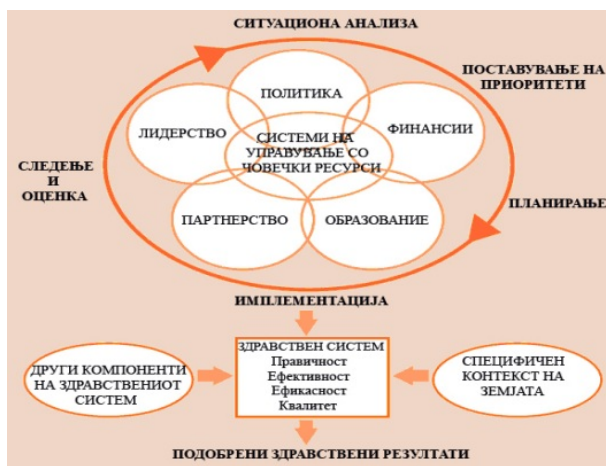 СИТУАЦИОНА АНАЛИЗА
ПОСТАВУВАЊЕ НА
ПРИОРИТЕТИ
ПОЛИТИКА
ЛИДЕРСТВО
ФИНАНСИИ
СИСТЕМИ НА
УПРАВУВАЊЕ СО
ЧОВЕЧКИ РЕСУРСИ
СЛЕДЕЊЕ
И
ОЦЕНКА
ПЛАНИРАЊЕ
ПАРТНЕРСТВО
ОБРАЗОВАНИЕ
ИМПЛЕМЕНТАЦИЈА
ДРУГИ КОМПОНЕНТИ
НА ЗДРАВСТВЕНИОТ
СИСТЕМ
ЗДРАВСТВЕН СИСТЕМ
Правичност
Ефективност
Ефикасност
Квалитет
СПЕЦИФИЧЕН
КОНТЕКСТ НА
ЗЕМЈАТА
ПОДОБРЕНИ ЗДРАВСТВЕНИ РЕЗУЛТАТИ